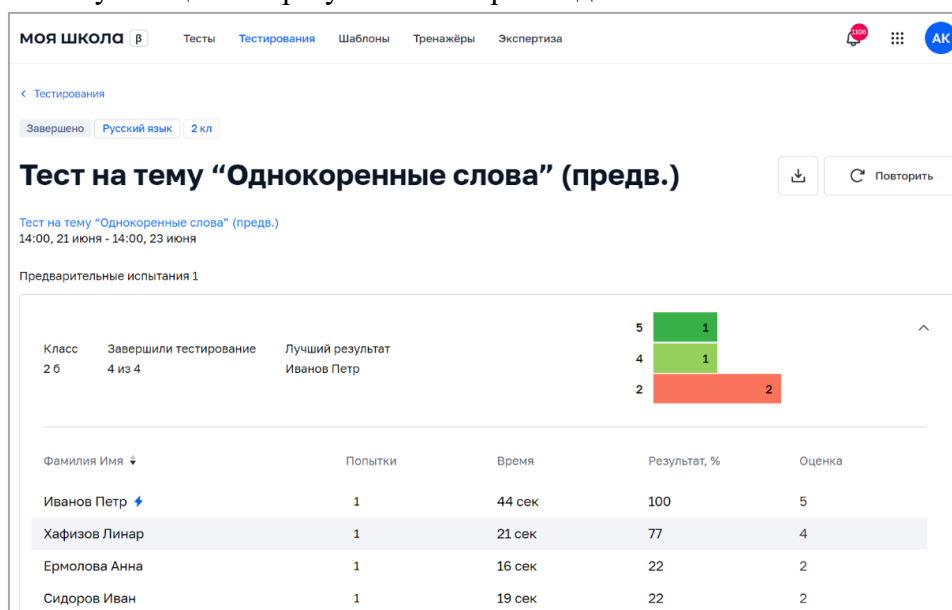 МОЯ ШКОЛА β Тесты Тестирования Шаблоны Тренажёры Экспертиза 1106 АК
Тестирования
Завершено Русский язык 2 кл
Тест на тему “Однокоренные слова” (предв.) Повторить
Тест на тему “Однокоренные слова” (предв.)
14:00, 21 июня - 14:00, 23 июня
Предварительные испытания 1
5 1
Класс Завершили тестирование Лучший результат
4 1
2 б 4 из 4 Иванов Петр
2 2
Фамилия Имя Попытки Время Результат, % Оценка
Иванов Петр 1 44 сек 100 5
Хафизов Линар 1 21 сек 77 4
Ермолова Анна 1 16 сек 22 2
Сидоров Иван 1 19 сек 22 2